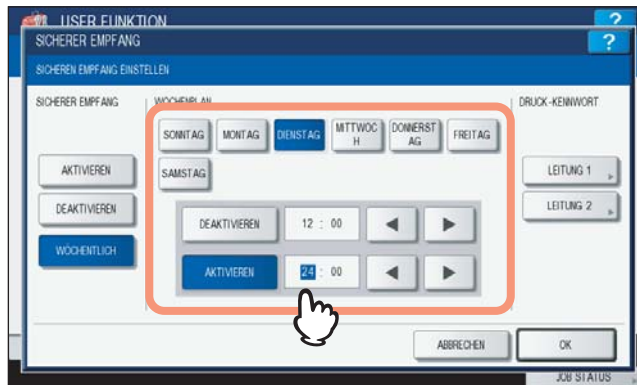 USER FUNKTION
?
SICHERER EMPFANG
?
SICHEREN EMPFANG EINSTELLEN
SICHERER EMPFANG
WOCHENPLAN
DRUCK-KENNWORT
SONNTAG
MONTAG
DIENSTAG
MITTWOC
H
DONNERST
AG
FREITAG
SAMSTAG
AKTIVIEREN
DEAKTIVIEREN
WÖCHENTLICH
DEAKTIVIEREN
12 : 00
AKTIVIEREN
24 : 00
LEITUNG 1
LEITUNG 2
ABBRECHEN
OK
JOB STATUS